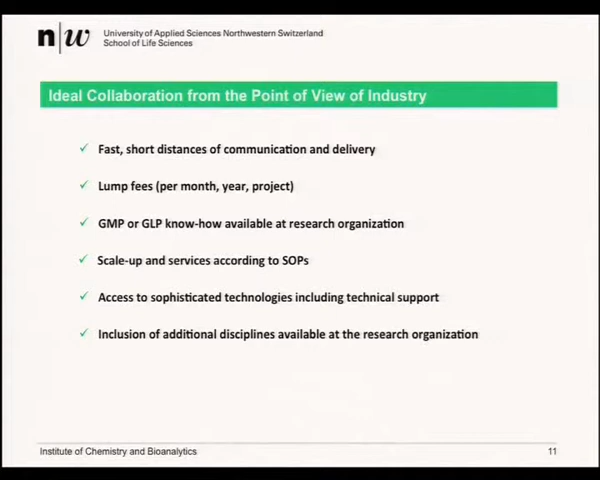 n|w University of Applied Sciences Northwestern Switzerland
School of Life Sciences
Ideal Collaboration from the Point of View of Industry
✓ Fast, short distances of communication and delivery
✓ Lump fees (per month, year, project)
✓ GMP or GLP know-how available at research organization
✓ Scale-up and services according to SOPs
✓ Access to sophisticated technologies including technical support
✓ Inclusion of additional disciplines available at the research organization
Institute of Chemistry and Bioanalytics 11